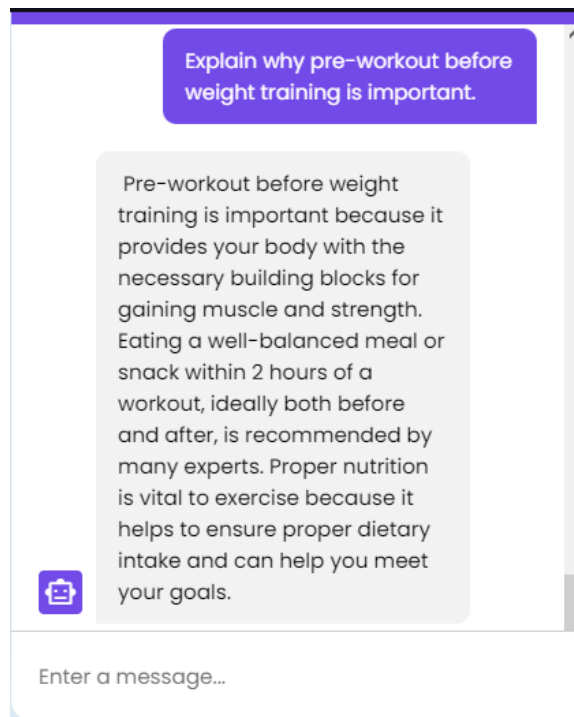 Explain why pre-workout before
weight training is important.
Pre-workout before weight
training is important because it
provides your body with the
necessary building blocks for
gaining muscle and strength.
Eating a well-balanced meal or
snack within 2 hours of a
workout, ideally both before
and after, is recommended by
many experts. Proper nutrition
is vital to exercise because it
helps to ensure proper dietary
intake and can help you meet
your goals.
Enter a message...